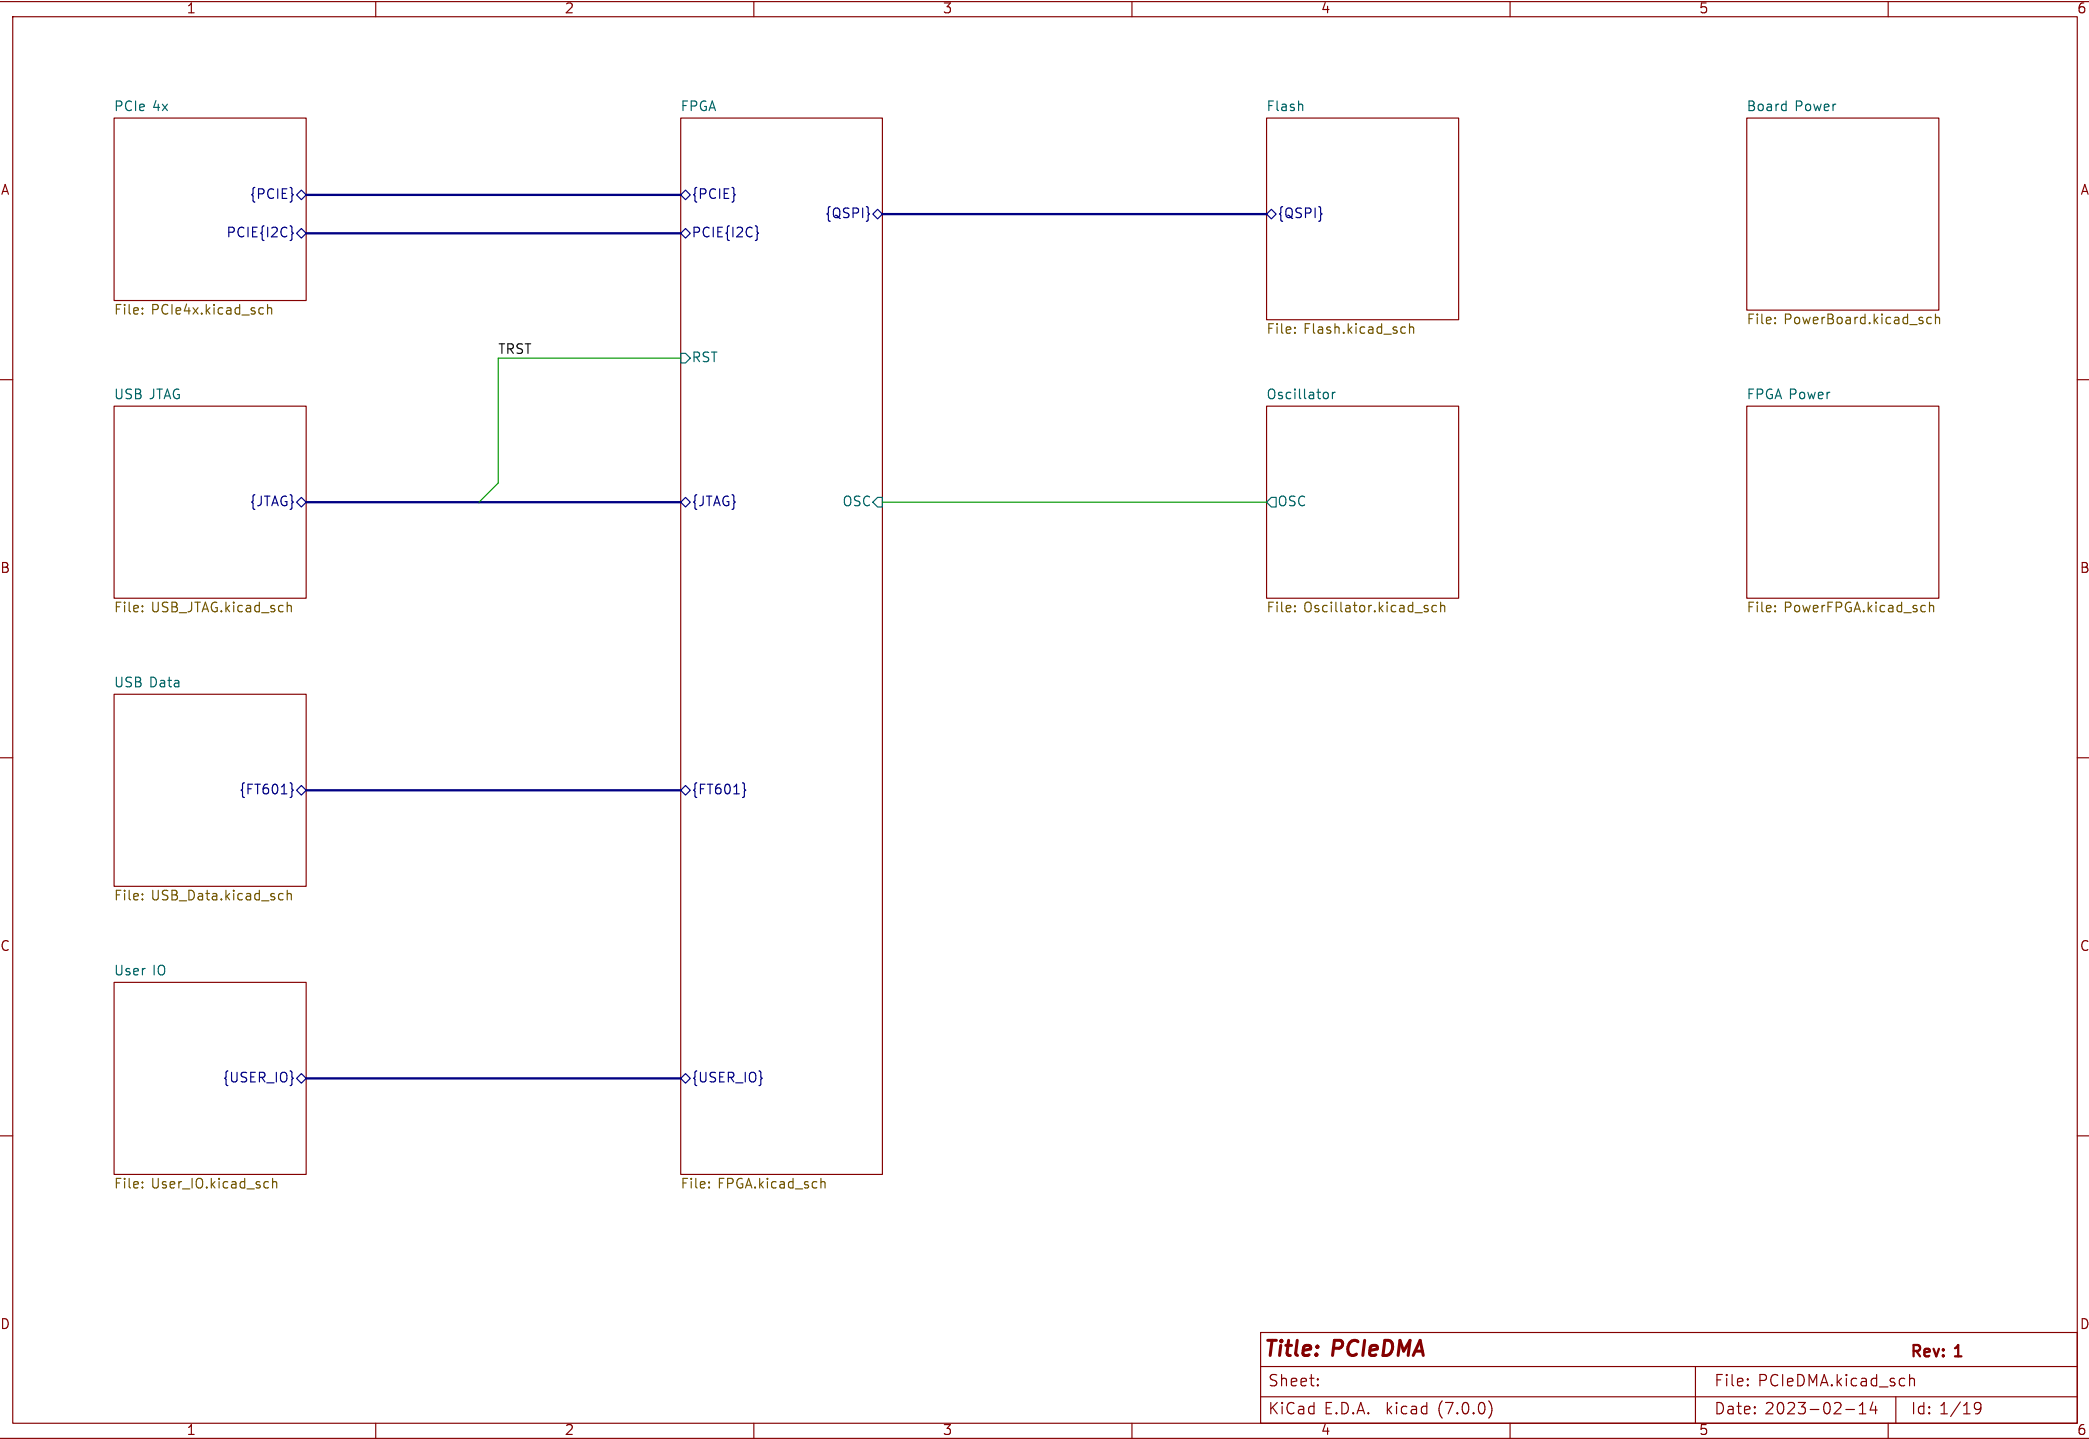 1 2 3 4 5 6
PCIe 4x
{PCIE}
PCIE{I2C}
File: PCIe4x.kicad_sch
USB JTAG
{JTAG}
File: USB_JTAG.kicad_sch
USB Data
{FT601}
File: USB_Data.kicad_sch
User IO
{USER_IO}
File: User_IO.kicad_sch
TRST
FPGA
{PCIE}
PCIE{I2C}
RST
{JTAG}
{FT601}
{USER_IO}
{QSPI}
OSC
File: FPGA.kicad_sch
Flash
{QSPI}
File: Flash.kicad_sch
Oscillator
OSC
File: Oscillator.kicad_sch
Board Power
File: PowerBoard.kicad_sch
FPGA Power
File: PowerFPGA.kicad_sch
A A
B B
C C
D D
Title: PCIeDMA Rev: 1
Sheet: File: PCIeDMA.kicad_sch
KiCad E.D.A. kicad (7.0.0) Date: 2023-02-14 Id: 1/19
1 2 3 4 5 6